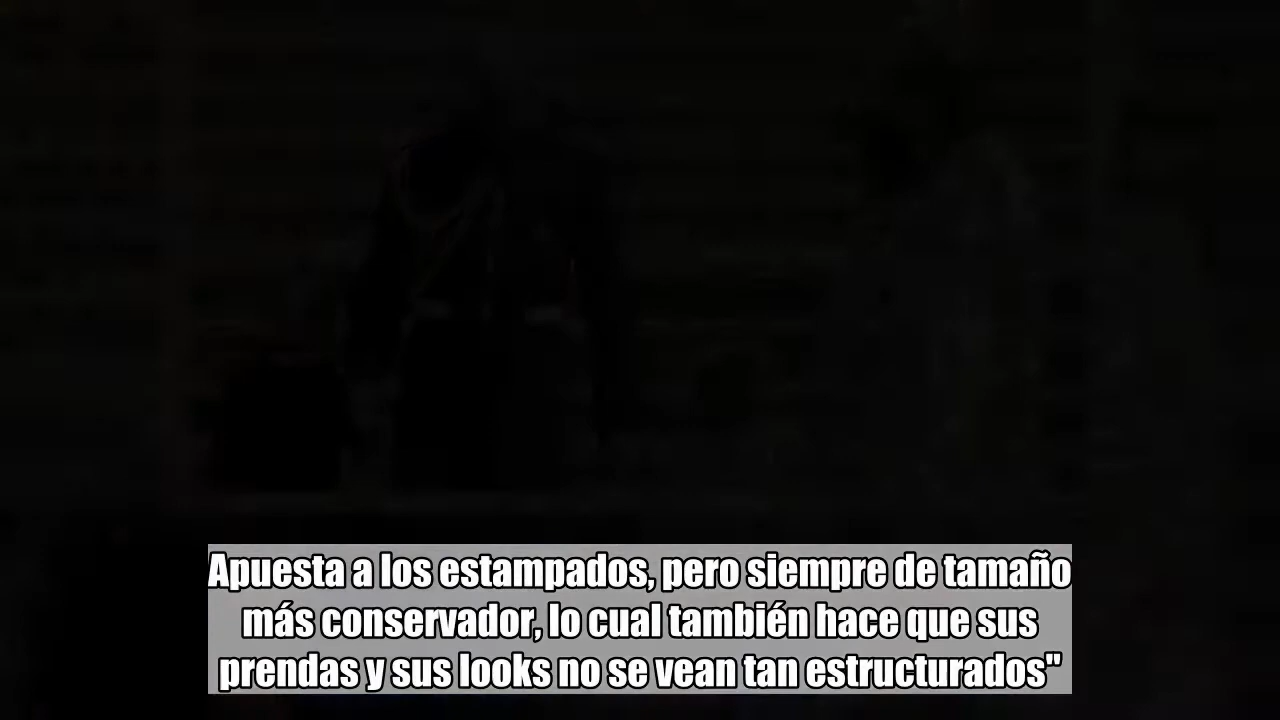 Apuesta a los estampados, pero siempre de tamaño
más conservador, lo cual también hace que sus
prendas y sus looks no se vean tan estructurados"